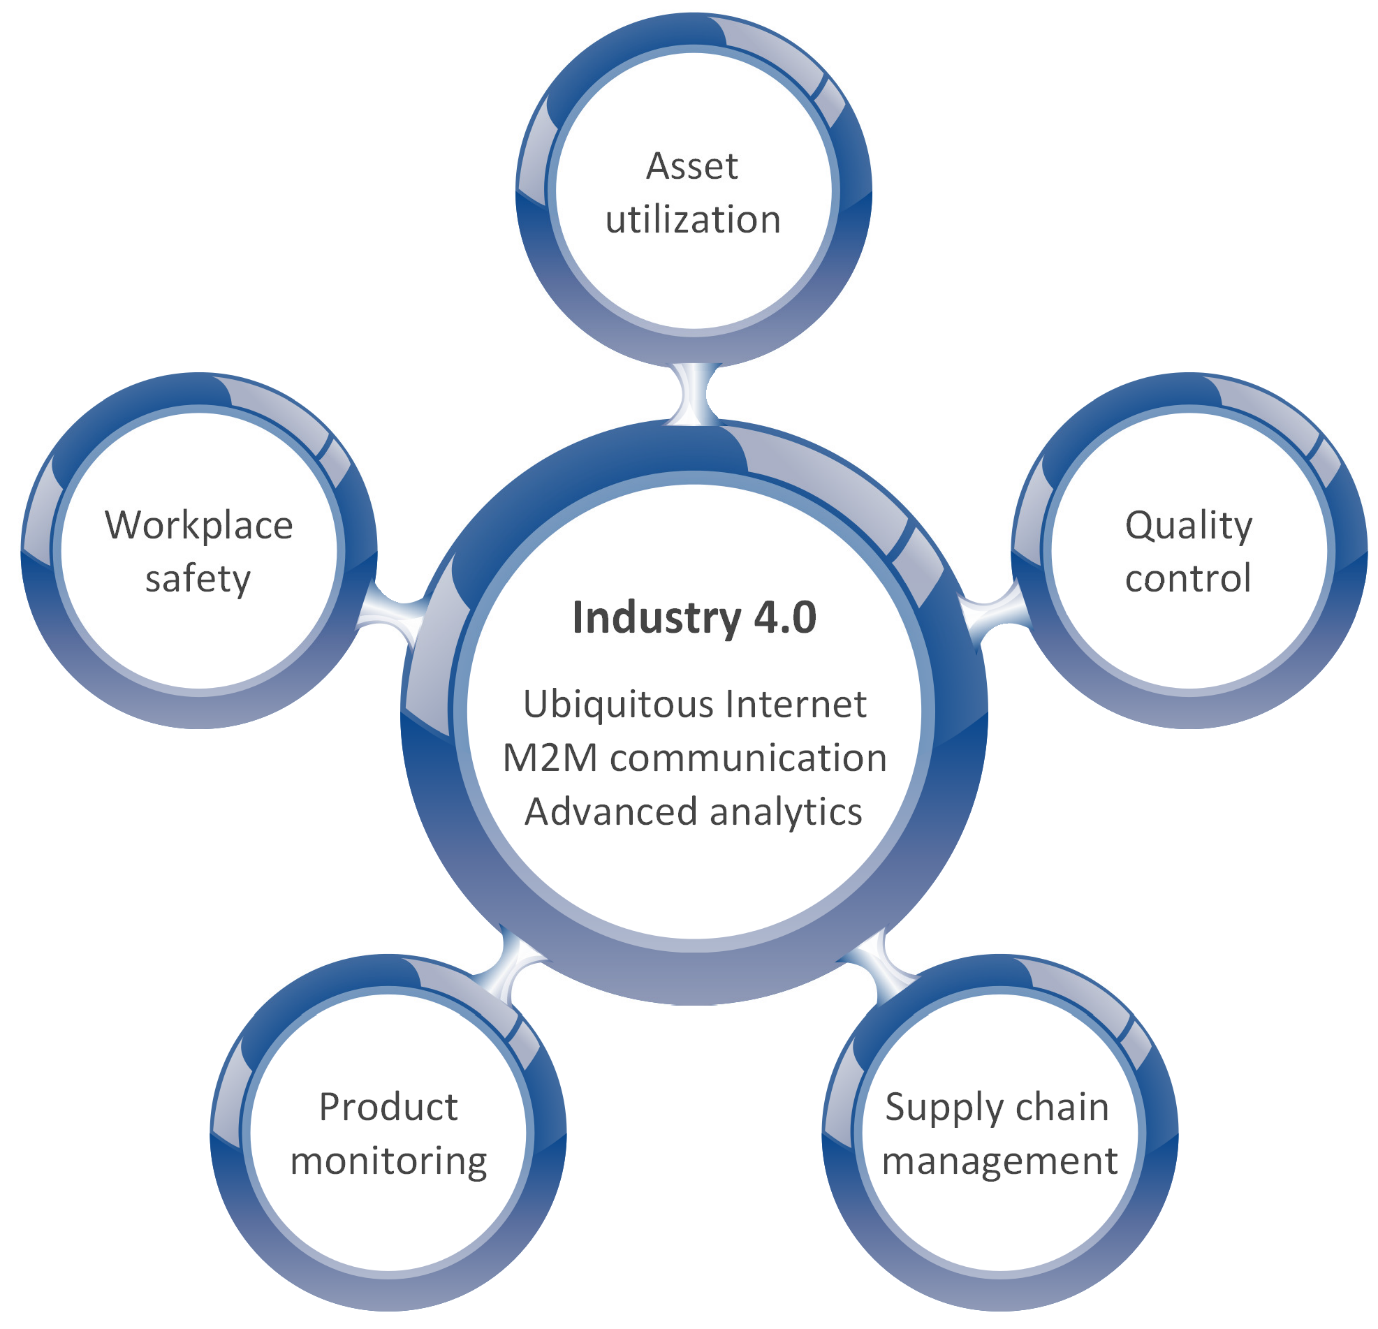 Asset
utilization
Workplace
safety
Quality
control
Industry 4.0
Ubiquitous Internet
M2M communication
Advanced analytics
Product
monitoring
Supply chain
management